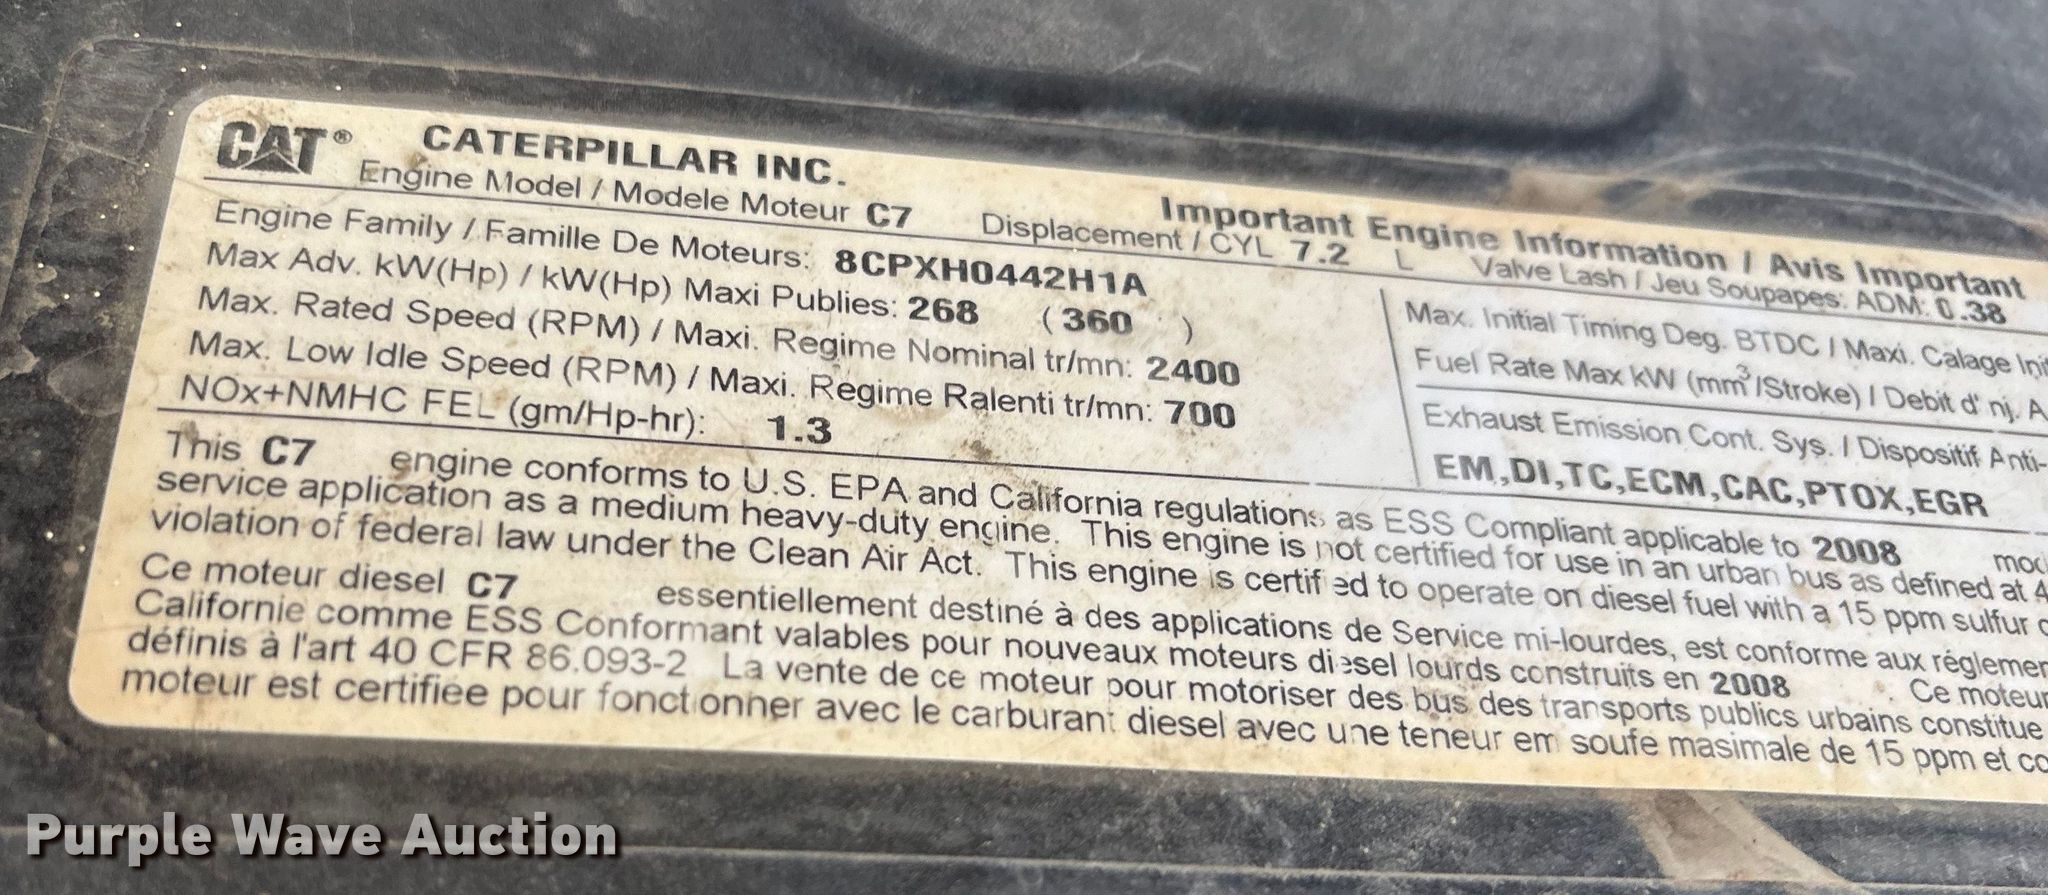 CAT® CATERPILLAR INC.
Important Engine Information / Avis Important
Engine Model / Modele Moteur C7 Displacement / CYL 7.2 L Valve Lash / Jeu Soupapes: ADM: 0.38
Engine Family / Famille De Moteurs: 8CPXH0442H1A
Max Adv. kW(Hp) / kW(Hp) Maxi Publies: 268 ( 360 )
Max. Rated Speed (RPM) / Maxi. Regime Nominal tr/mn: 2400
Max. Low Idle Speed (RPM) / Maxi. Regime Ralenti tr/mn: 700
NOx+NMHC FEL (gm/Hp-hr): 1.3
Max. Initial Timing Deg. BTDC / Maxi. Calage Init
Fuel Rate Max kW (mm³/Stroke) / Debit d' nj. A
Exhaust Emission Cont. Sys. / Dispositif Anti-
EM,DI,TC,ECM,CAC,PTOX,EGR
This C7 engine conforms to U.S. EPA and California regulations as ESS Compliant applicable to 2008 mod
service application as a medium heavy-duty engine. This engine is not certified for use in an urban bus as defined at 4
violation of federal law under the Clean Air Act. This engine is certified to operate on diesel fuel with a 15 ppm sulfur c
Ce moteur diesel C7 essentiellement destiné à des applications de Service mi-lourdes, est conforme aux réglemen
Californie comme ESS Conformant valables pour nouveaux moteurs diesel lourds construits en 2008 . Ce moteur
définis à l'art 40 CFR 86.093-2 La vente de ce moteur pour motoriser des bus des transports publics urbains constitue
moteur est certifiee pour fonctionner avec le carburant diesel avec une teneur em soufe masimale de 15 ppm et co
Purple Wave Auction